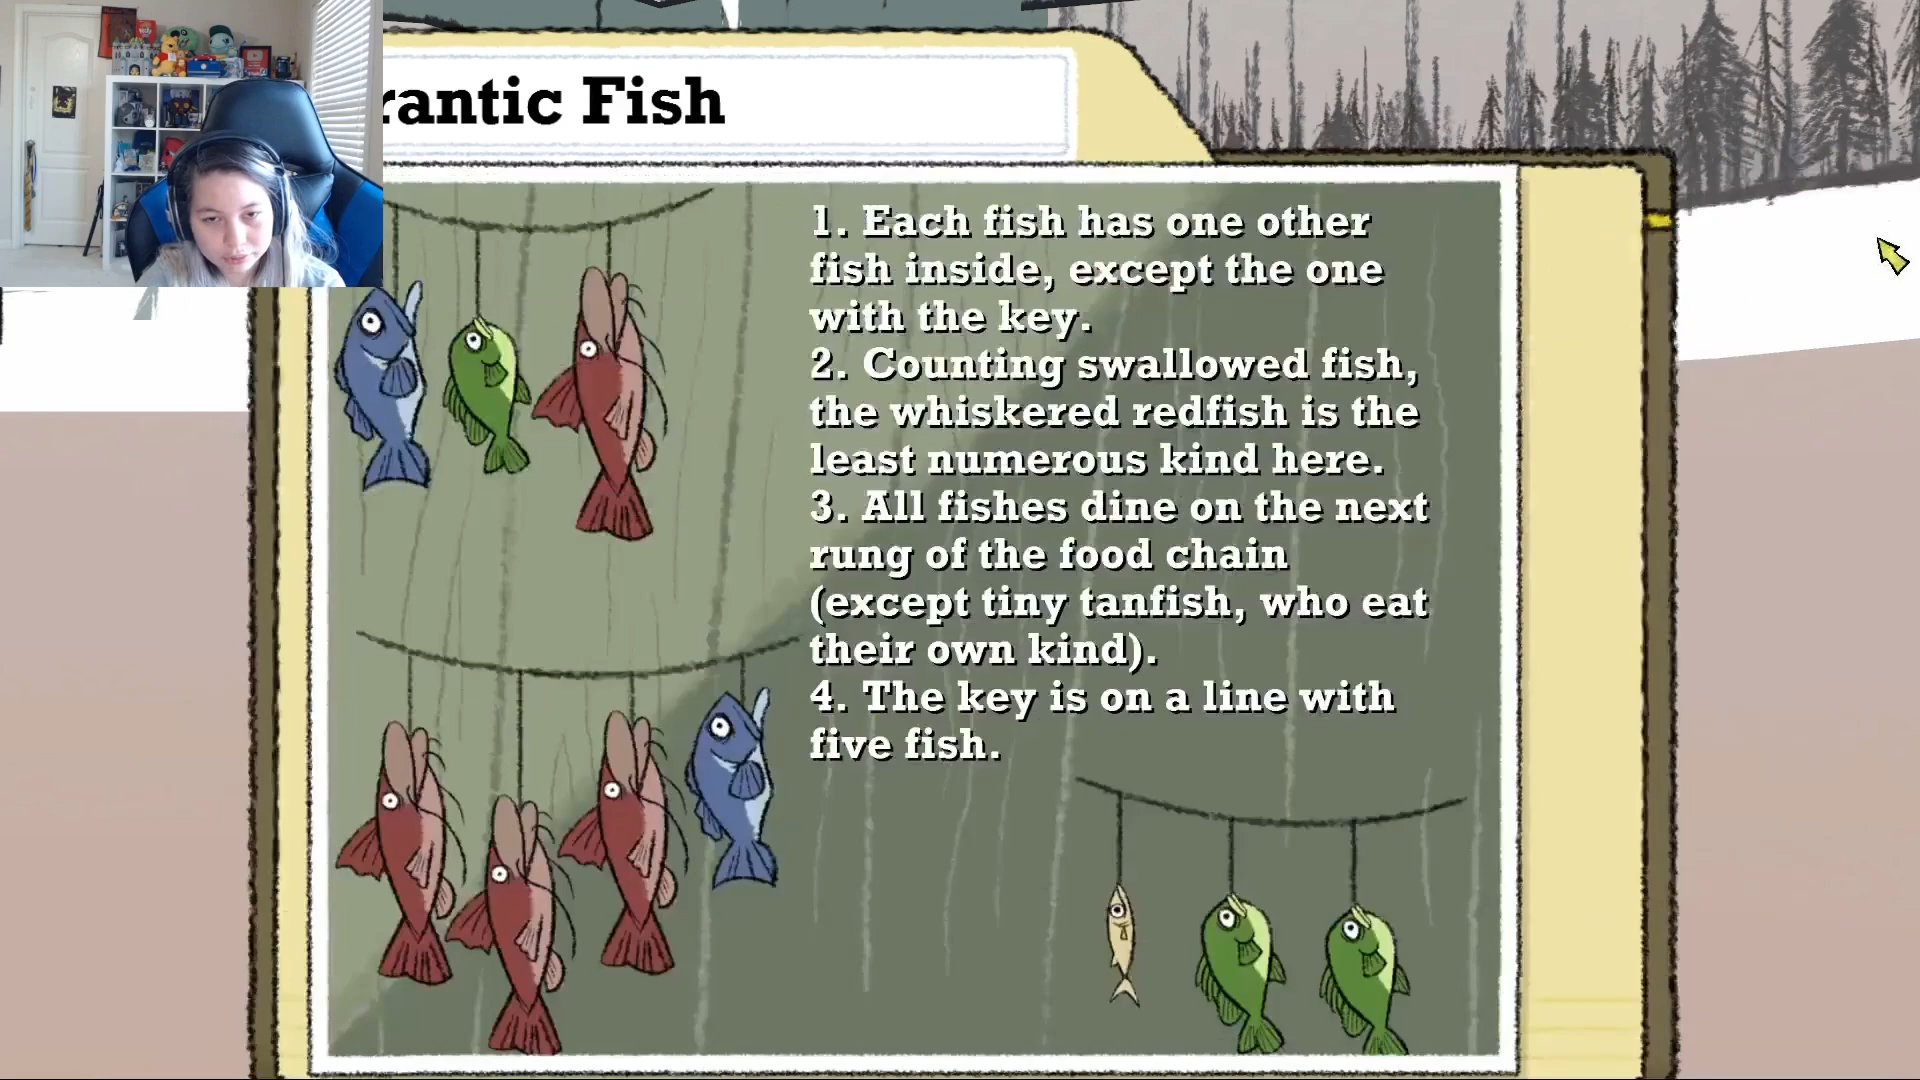 rantic Fish
1. Each fish has one other
fish inside, except the one
with the key.
2. Counting swallowed fish,
the whiskered redfish is the
least numerous kind here.
3. All fishes dine on the next
rung of the food chain
(except tiny tanfish, who eat
their own kind).
4. The key is on a line with
five fish.